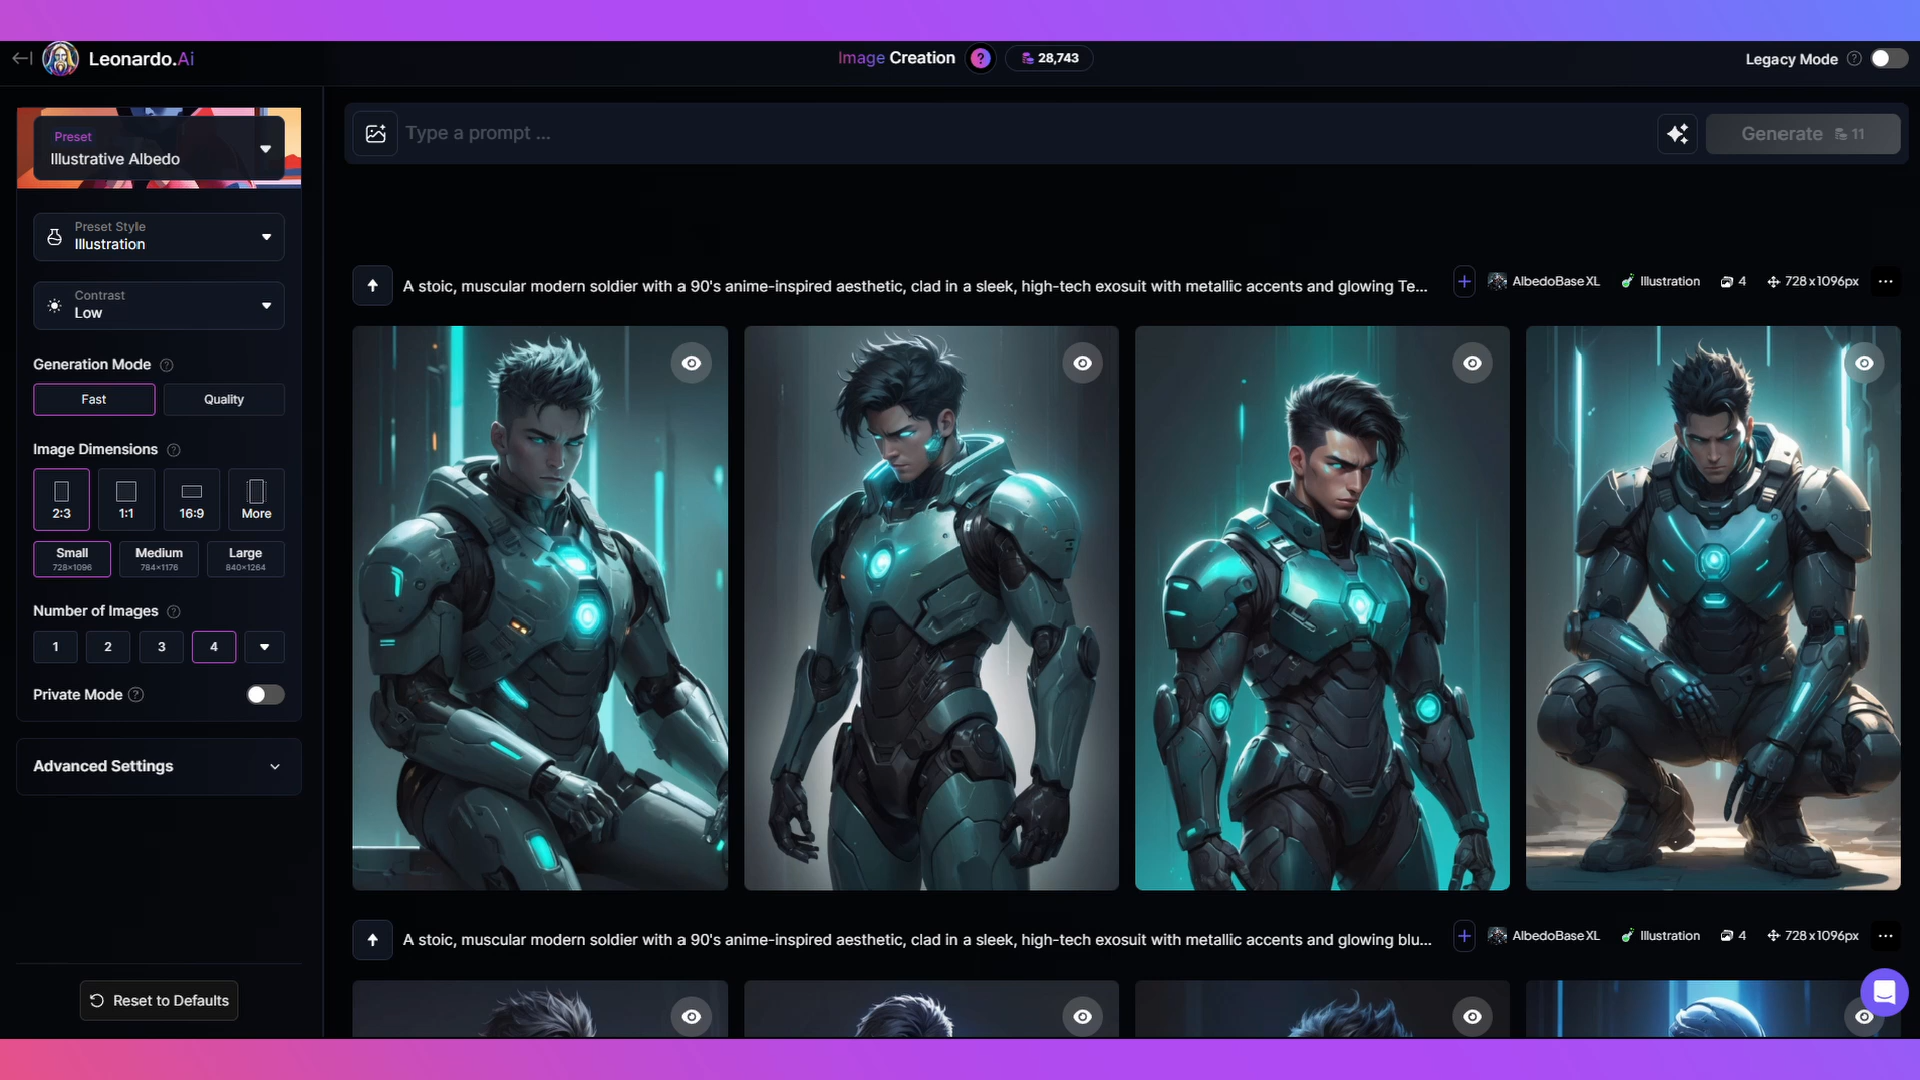 Leonardo.Ai
Image Creation
?
28,743
Legacy Mode ?
Preset
Illustrative Albedo
Type a prompt ...
Generate 11
Preset Style
Illustration
Contrast
Low
Generation Mode ?
Fast
Quality
Image Dimensions ?
2:3
1:1
16:9
More
Small
728×1096
Medium
784×1176
Large
840×1264
Number of Images ?
1
2
3
4
Private Mode ?
Advanced Settings
Reset to Defaults
A stoic, muscular modern soldier with a 90's anime-inspired aesthetic, clad in a sleek, high-tech exosuit with metallic accents and glowing Te...
AlbedoBase XL
Illustration
4
728 x 1096px
A stoic, muscular modern soldier with a 90's anime-inspired aesthetic, clad in a sleek, high-tech exosuit with metallic accents and glowing blu...
AlbedoBase XL
Illustration
4
728 x 1096px